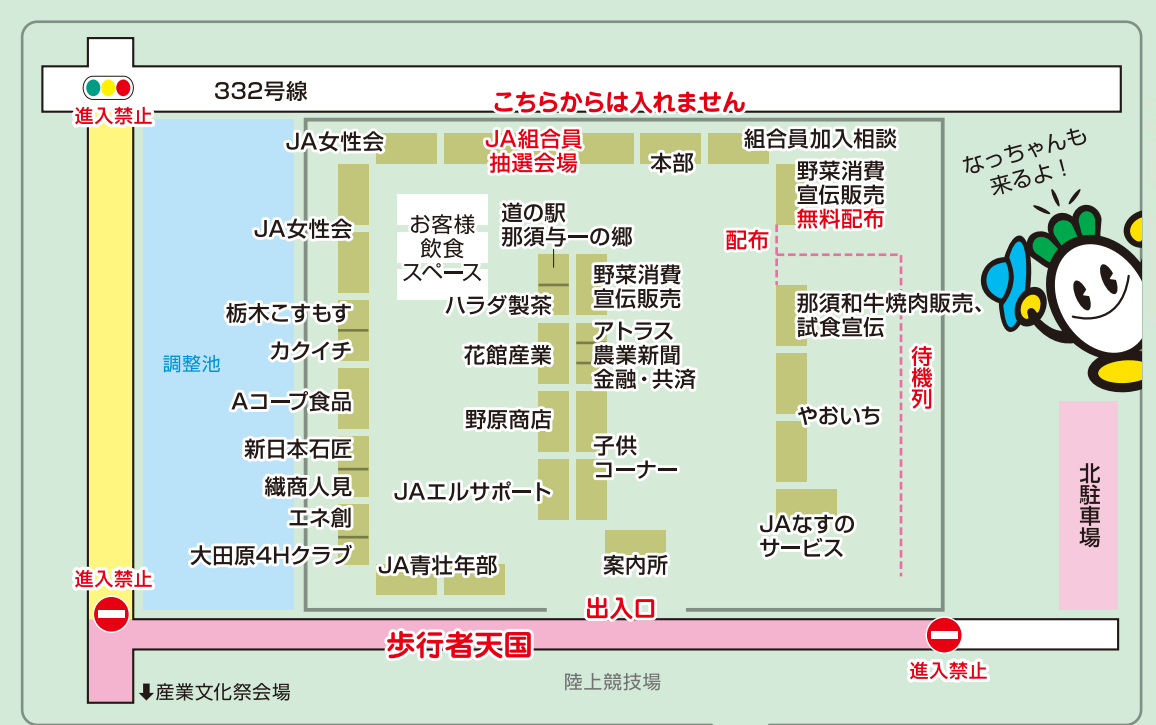 332号線
進入禁止
こちらからは入れません
JA女性会
JA組合員
抽選会場
本部
組合員加入相談
なっちゃんも
来るよ！
野菜消費
宣伝販売
無料配布
JA女性会
お客様
飲食
スペース
道の駅
那須与一の郷
配布
野菜消費
宣伝販売
ハラダ製茶
那須和牛焼肉販売、
試食宣伝
栃木こすもす
カクイチ
調整池
花館産業
アトラス
農業新聞
金融・共済
待機列
Aコープ食品
野原商店
やおいち
新日本石匠
子供
コーナー
繊商人見
JAエルサポート
北駐車場
エネ創
大田原4Hクラブ
JA青壮年部
案内所
JAなすの
サービス
進入禁止
出入口
歩行者天国
進入禁止
⬇産業文化祭会場
陸上競技場